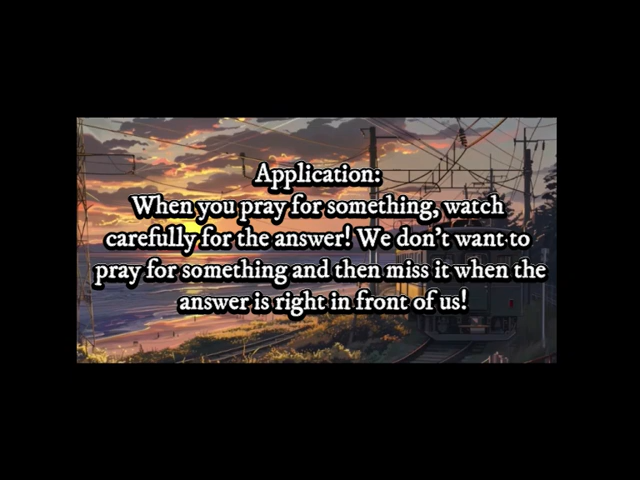 Application:
When you pray for something, watch
carefully for the answer! We don't want to
pray for something and then miss it when the
answer is right in front of us!